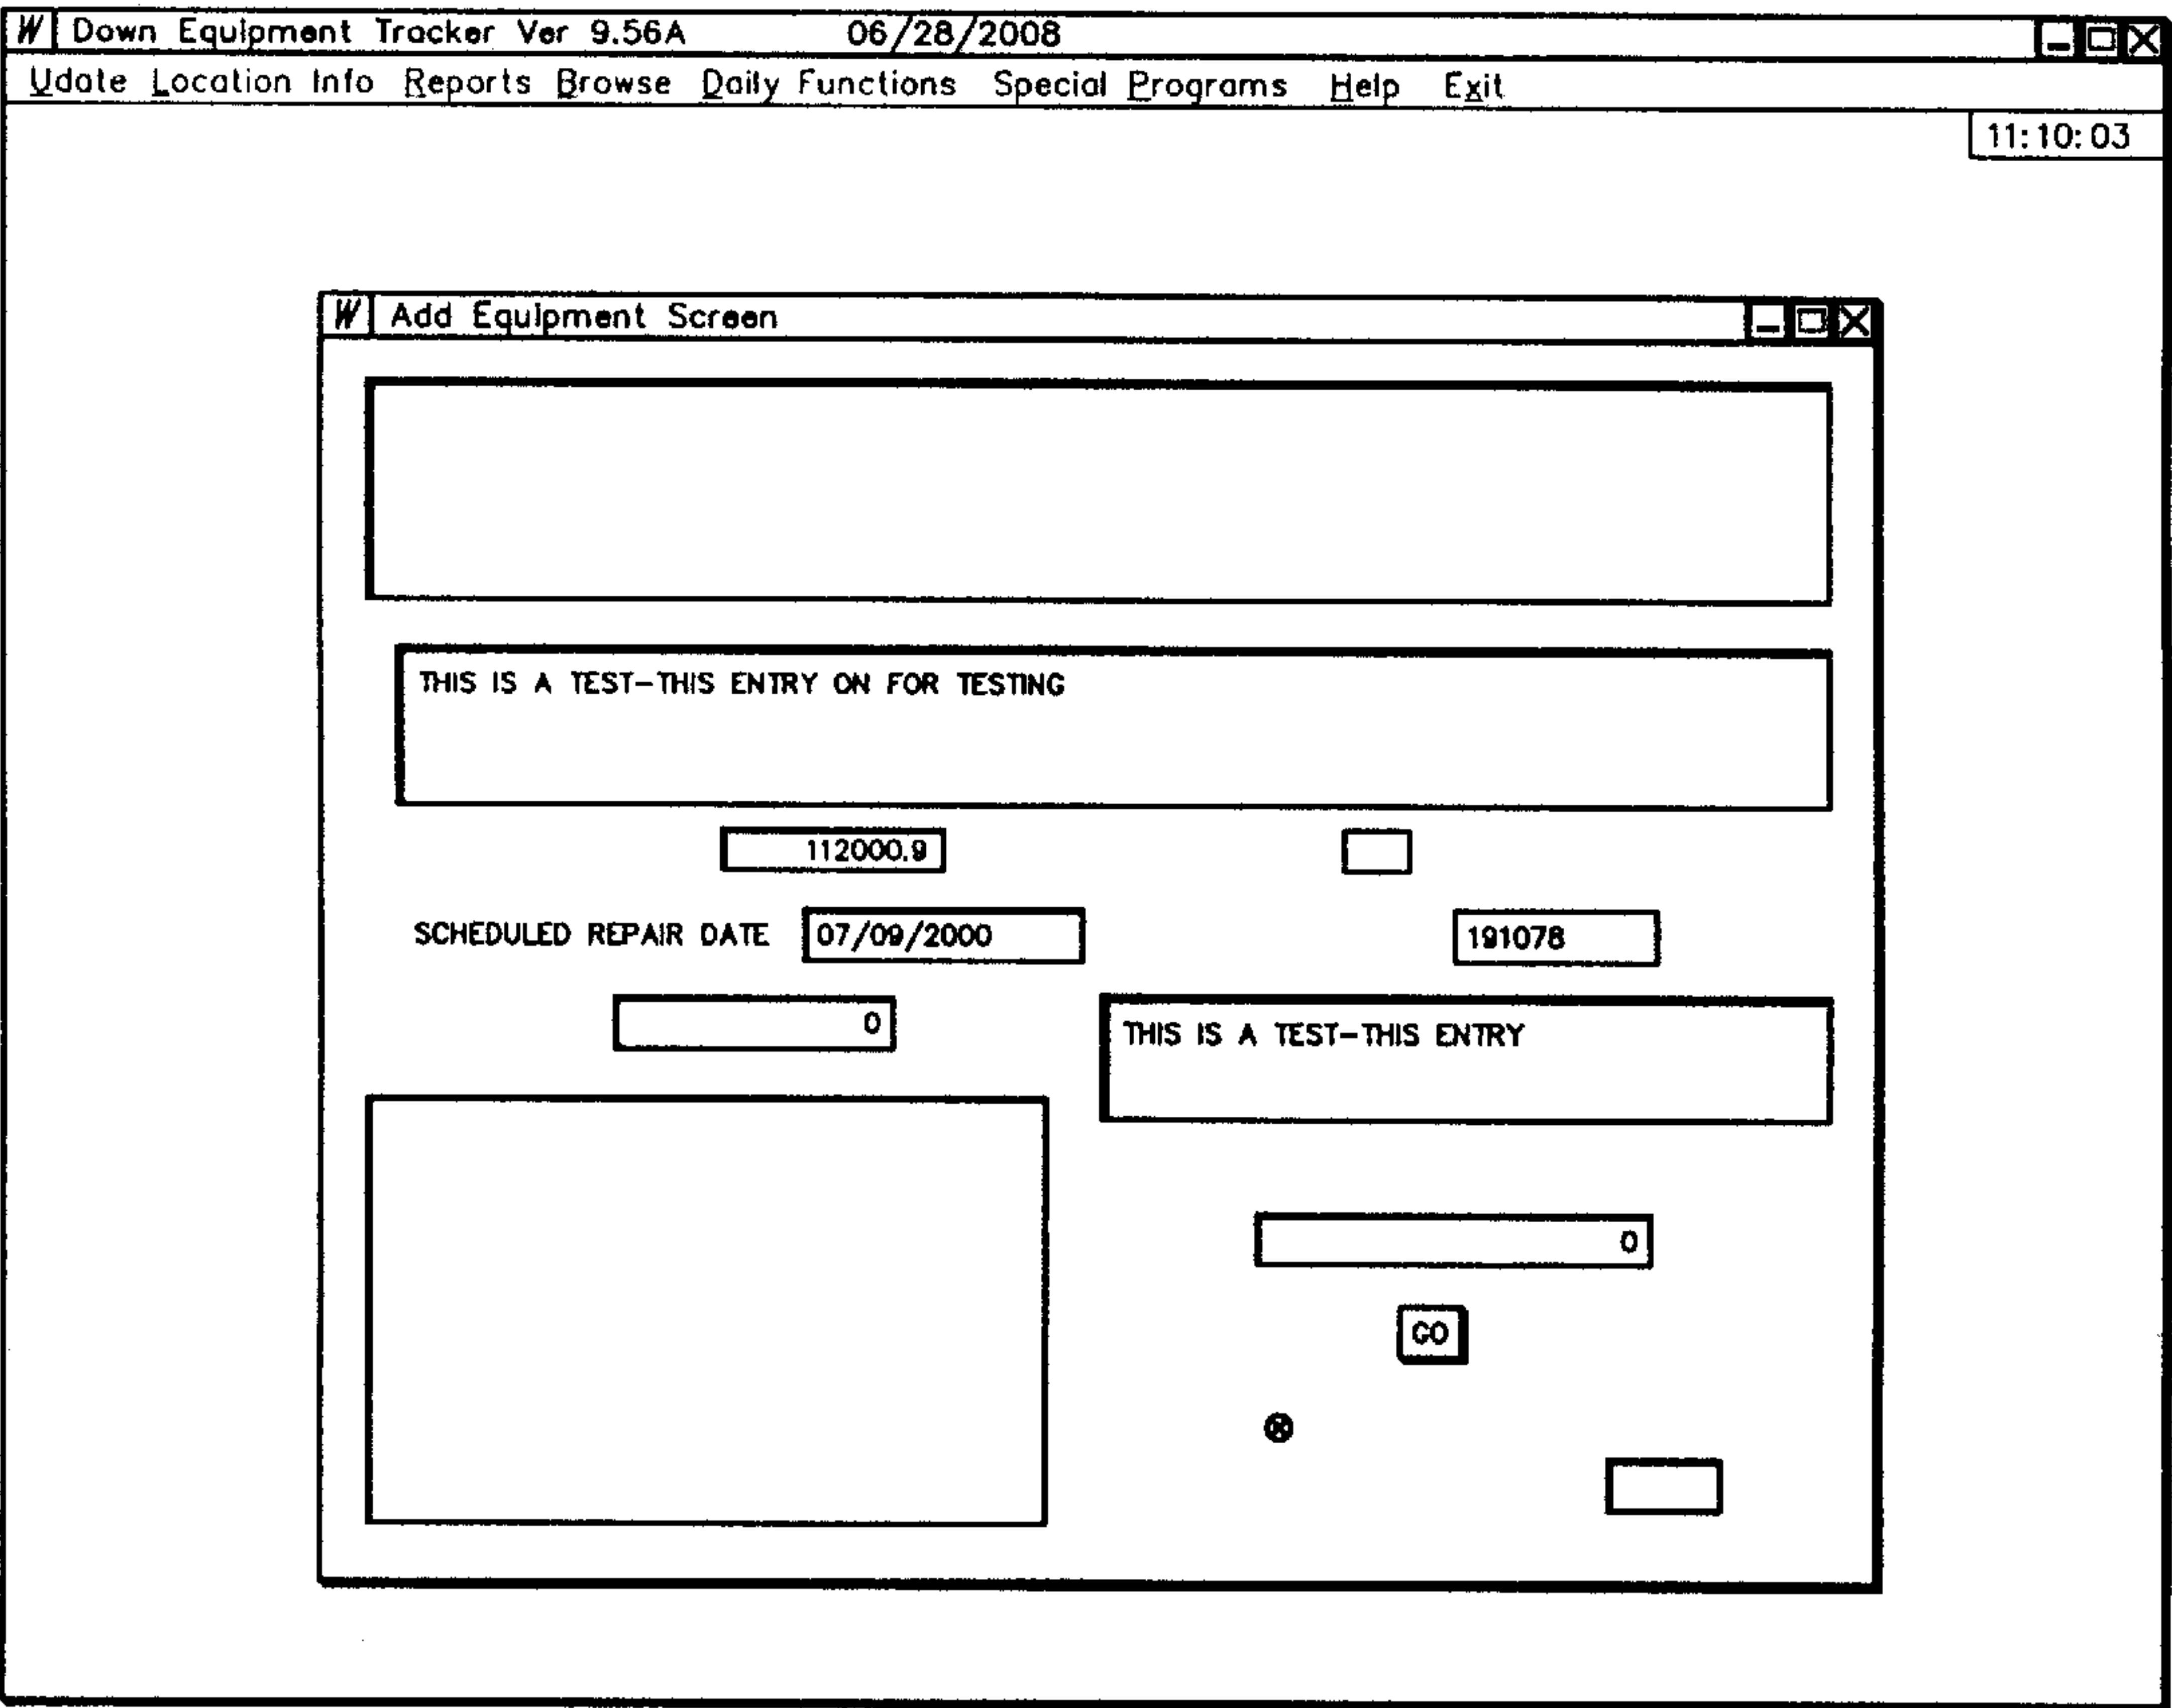 W Down Equipment Tracker Ver 9.56A 06/28/2008
Udate Location Info Reports Browse Daily Functions Special Programs Help Exit
11:10:03
W Add Equipment Screen
THIS IS A TEST-THIS ENTRY ON FOR TESTING
112000.9
SCHEDULED REPAIR DATE 07/09/2000 191078
0
THIS IS A TEST-THIS ENTRY
0
GO